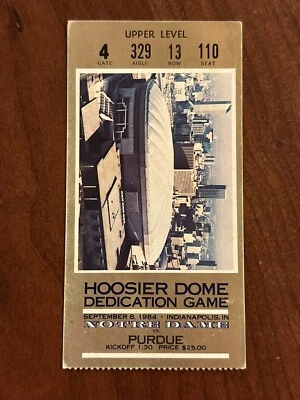 UPPER LEVEL
4 329 13 110
GATE AISLE ROW SEAT
HOOSIER DOME
DEDICATION GAME
SEPTEMBER 8, 1984 • INDIANAPOLIS, IN
NOTRE DAME
vs.
PURDUE
KICKOFF 1:30 PRICE $25.00